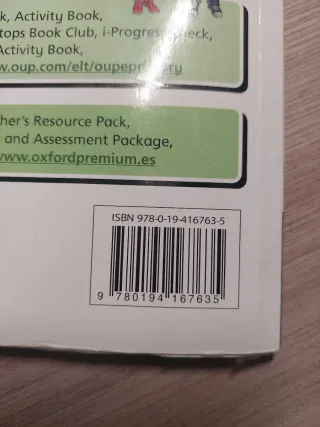 k, Activity Book,
tops Book Club, i-Progress check,
Activity Book,
w.oup.com/elt/oupeprimary
her's Resource Pack,
and Assessment Package,
www.oxfordpremium.es
ISBN 978-0-19-416763-5
9 780194 167635